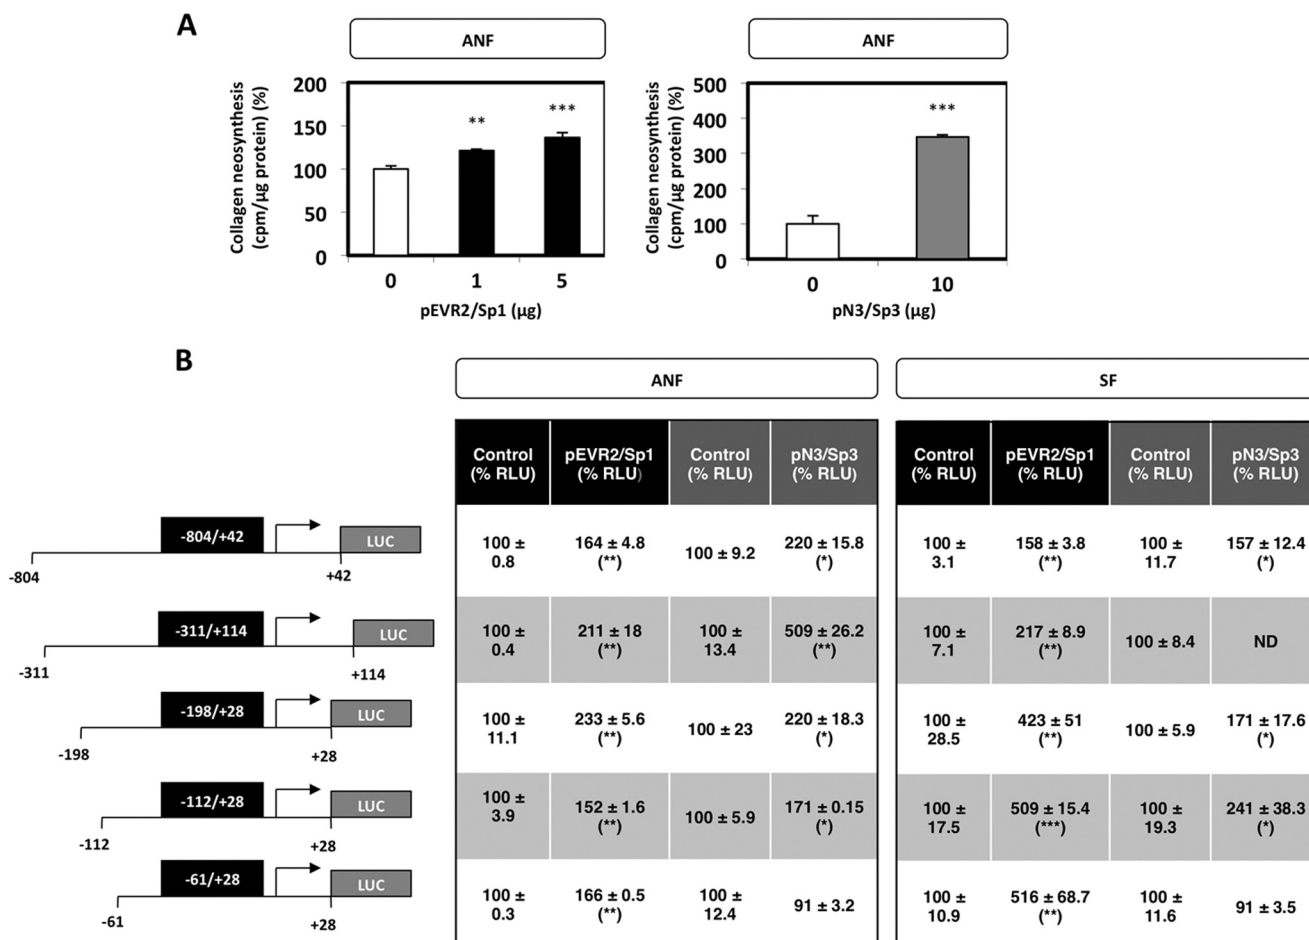 A
ANF
Collagen neosynthesis
(cpm/µg protein) (%)
200
150
100
50
0
**
***
0 1 5
pEVR2/Sp1 (µg)
ANF
Collagen neosynthesis
(cpm/µg protein) (%)
500
400
300
200
100
0
***
0 10
pN3/Sp3 (µg)
B
ANF
SF
Control (% RLU) pEVR2/Sp1 (% RLU) Control (% RLU) pN3/Sp3 (% RLU) Control (% RLU) pEVR2/Sp1 (% RLU) Control (% RLU) pN3/Sp3 (% RLU)
-804/+42 LUC
-804 +42
100 ± 0.8 164 ± 4.8 (**) 100 ± 9.2 220 ± 15.8 (*) 100 ± 3.1 158 ± 3.8 (**) 100 ± 11.7 157 ± 12.4 (*)
-311/+114 LUC
-311 +114
100 ± 0.4 211 ± 18 (**) 100 ± 13.4 509 ± 26.2 (**) 100 ± 7.1 217 ± 8.9 (**) 100 ± 8.4 ND
-198/+28 LUC
-198 +28
100 ± 11.1 233 ± 5.6 (**) 100 ± 23 220 ± 18.3 (*) 100 ± 28.5 423 ± 51 (**) 100 ± 5.9 171 ± 17.6 (*)
-112/+28 LUC
-112 +28
100 ± 3.9 152 ± 1.6 (**) 100 ± 5.9 171 ± 0.15 (*) 100 ± 17.5 509 ± 15.4 (***) 100 ± 19.3 241 ± 38.3 (*)
-61/+28 LUC
-61 +28
100 ± 0.3 166 ± 0.5 (**) 100 ± 12.4 91 ± 3.2 100 ± 10.9 516 ± 68.7 (**) 100 ± 11.6 91 ± 3.5